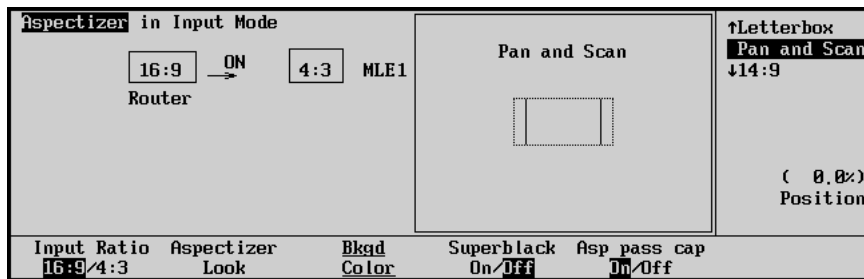 Aspectizer in Input Mode
16:9 ON 4:3 MLE1
Router
Pan and Scan
↑Letterbox
Pan and Scan
↓14:9
( 0.0%)
Position
Input Ratio Aspectizer Bkgd Superblack Asp pass cap
16:9/4:3 Look Color On/Off On/Off